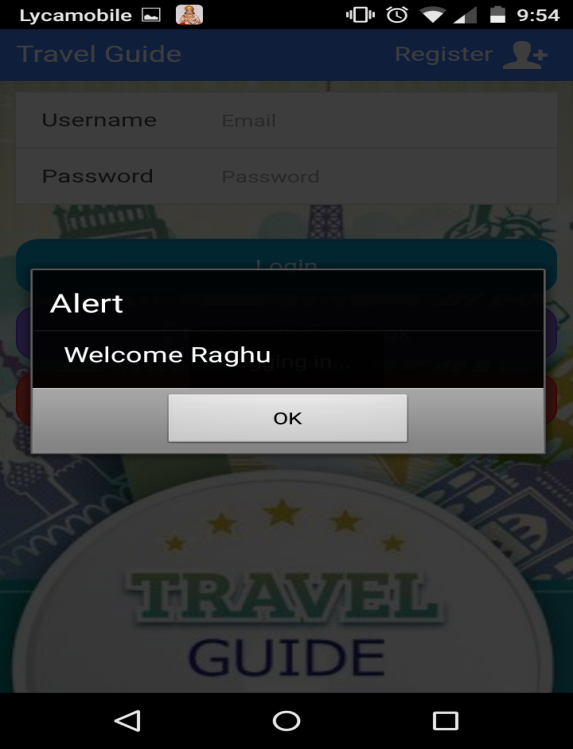 Lycamobile 9:54
Travel Guide Register
Username Email
Password Password
Login
Alert
Welcome Raghu
Logging in...
OK
TRAVEL
GUIDE